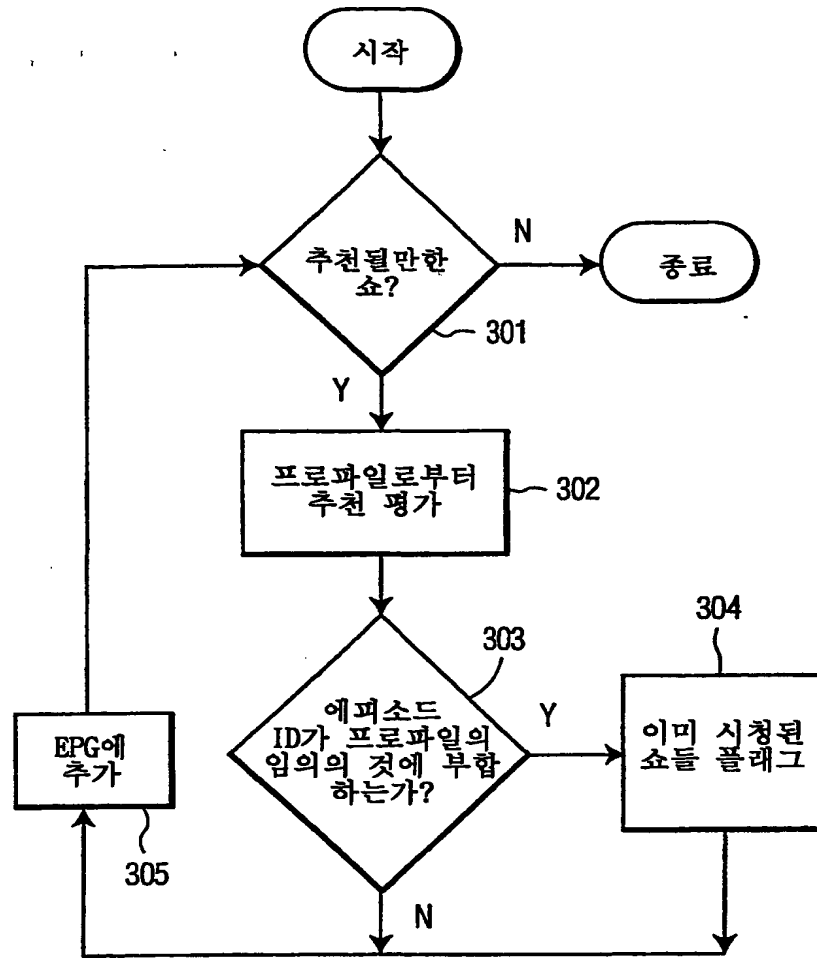 시작
추천될만한
쇼?
N
종료
301
Y
프로파일로부터
추천 평가
302
303
304
에피소드
ID가 프로파일의
임의의 것에 부합
하는가?
Y
이미 시청된
쇼들 플래그
EPG에
추가
305
N